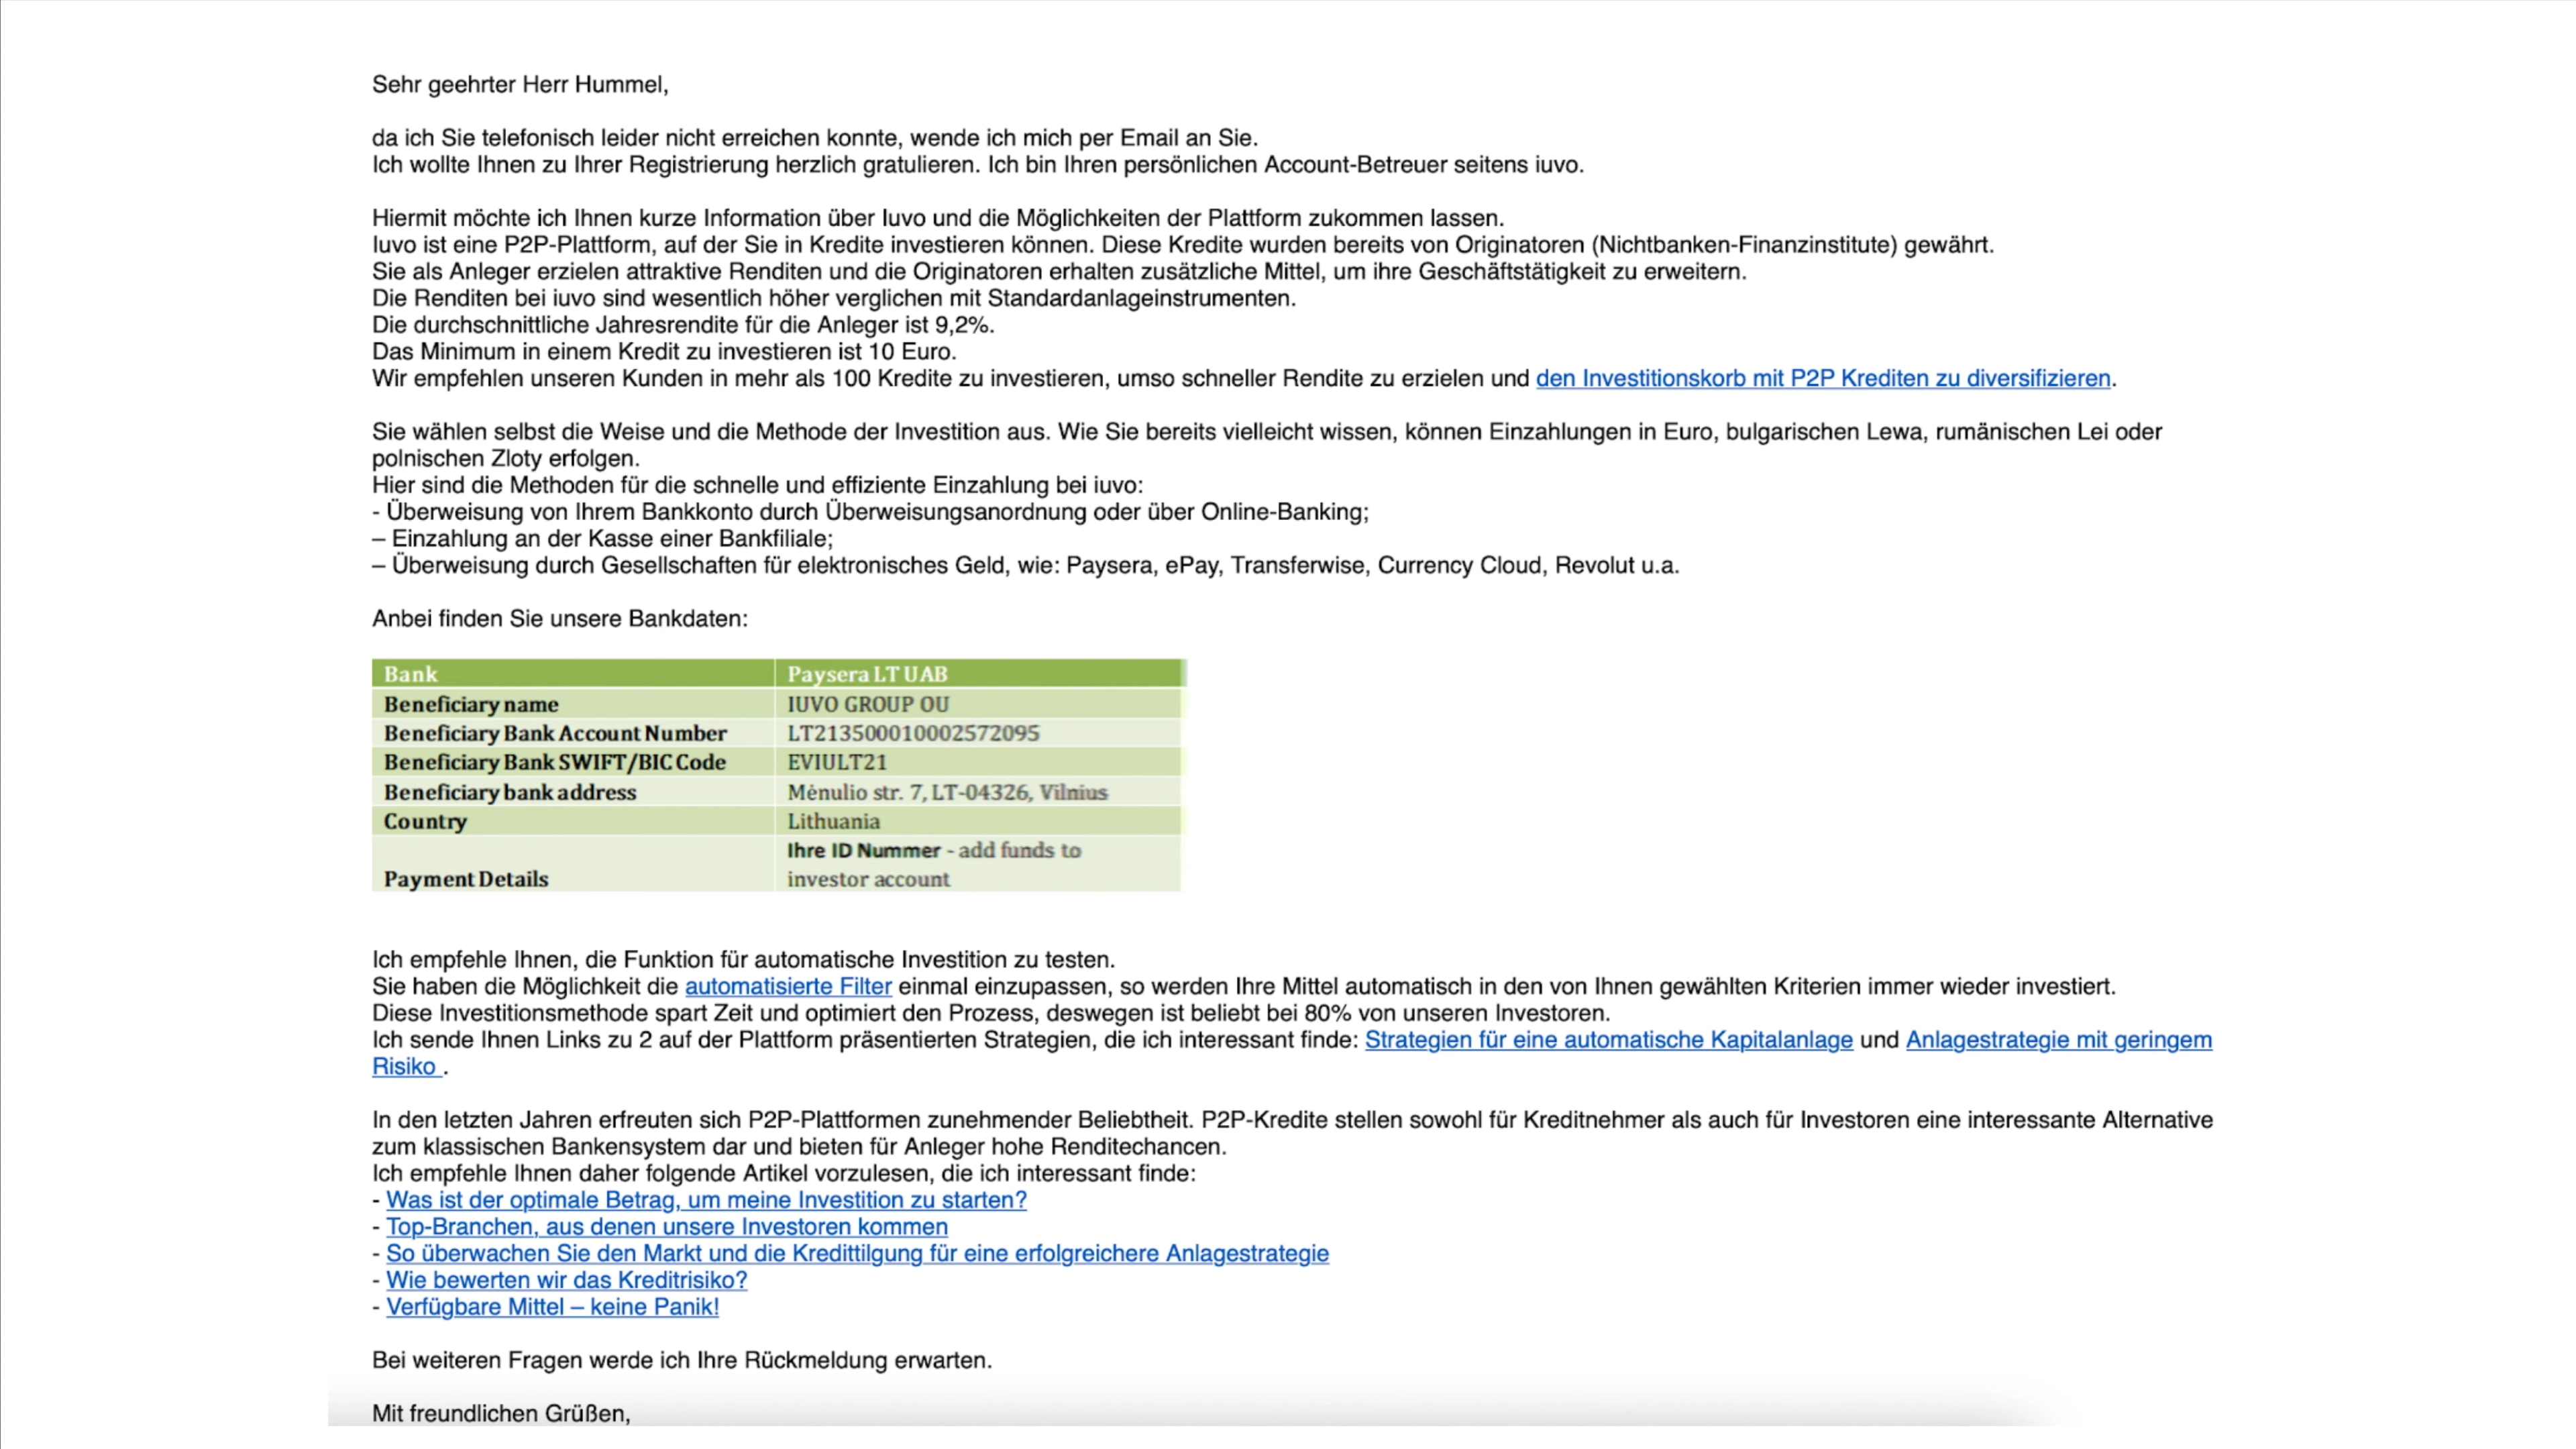 Sehr geehrter Herr Hummel,
da ich Sie telefonisch leider nicht erreichen konnte, wende ich mich per Email an Sie.
Ich wollte Ihnen zu Ihrer Registrierung herzlich gratulieren. Ich bin Ihren persönlichen Account-Betreuer seitens iuvo.
Hiermit möchte ich Ihnen kurze Information über Iuvo und die Möglichkeiten der Plattform zukommen lassen.
Iuvo ist eine P2P-Plattform, auf der Sie in Kredite investieren können. Diese Kredite wurden bereits von Originatoren (Nichtbanken-Finanzinstitute) gewährt.
Sie als Anleger erzielen attraktive Renditen und die Originatoren erhalten zusätzliche Mittel, um ihre Geschäftstätigkeit zu erweitern.
Die Renditen bei iuvo sind wesentlich höher verglichen mit Standardanlageinstrumenten.
Die durchschnittliche Jahresrendite für die Anleger ist 9,2%.
Das Minimum in einem Kredit zu investieren ist 10 Euro.
Wir empfehlen unseren Kunden in mehr als 100 Kredite zu investieren, umso schneller Rendite zu erzielen und den Investitionskorb mit P2P Krediten zu diversifizieren.
Sie wählen selbst die Weise und die Methode der Investition aus. Wie Sie bereits vielleicht wissen, können Einzahlungen in Euro, bulgarischen Lewa, rumänischen Lei oder
polnischen Zloty erfolgen.
Hier sind die Methoden für die schnelle und effiziente Einzahlung bei iuvo:
- Überweisung von Ihrem Bankkonto durch Überweisungsanordnung oder über Online-Banking;
– Einzahlung an der Kasse einer Bankfiliale;
– Überweisung durch Gesellschaften für elektronisches Geld, wie: Paysera, ePay, Transferwise, Currency Cloud, Revolut u.a.
Anbei finden Sie unsere Bankdaten:
Bank Paysera LT UAB
Beneficiary name IUVO GROUP OU
Beneficiary Bank Account Number LT213500010002572095
Beneficiary Bank SWIFT/BIC Code EVIULT21
Beneficiary bank address Mėnulio str. 7, LT-04326, Vilnius
Country Lithuania
Ihre ID Nummer - add funds to
Payment Details investor account
Ich empfehle Ihnen, die Funktion für automatische Investition zu testen.
Sie haben die Möglichkeit die automatisierte Filter einmal einzupassen, so werden Ihre Mittel automatisch in den von Ihnen gewählten Kriterien immer wieder investiert.
Diese Investitionsmethode spart Zeit und optimiert den Prozess, deswegen ist beliebt bei 80% von unseren Investoren.
Ich sende Ihnen Links zu 2 auf der Plattform präsentierten Strategien, die ich interessant finde: Strategien für eine automatische Kapitalanlage und Anlagestrategie mit geringem
Risiko .
In den letzten Jahren erfreuten sich P2P-Plattformen zunehmender Beliebtheit. P2P-Kredite stellen sowohl für Kreditnehmer als auch für Investoren eine interessante Alternative
zum klassischen Bankensystem dar und bieten für Anleger hohe Renditechancen.
Ich empfehle Ihnen daher folgende Artikel vorzulesen, die ich interessant finde:
- Was ist der optimale Betrag, um meine Investition zu starten?
- Top-Branchen, aus denen unsere Investoren kommen
- So überwachen Sie den Markt und die Kredittilgung für eine erfolgreichere Anlagestrategie
- Wie bewerten wir das Kreditrisiko?
- Verfügbare Mittel – keine Panik!
Bei weiteren Fragen werde ich Ihre Rückmeldung erwarten.
Mit freundlichen Grüßen,